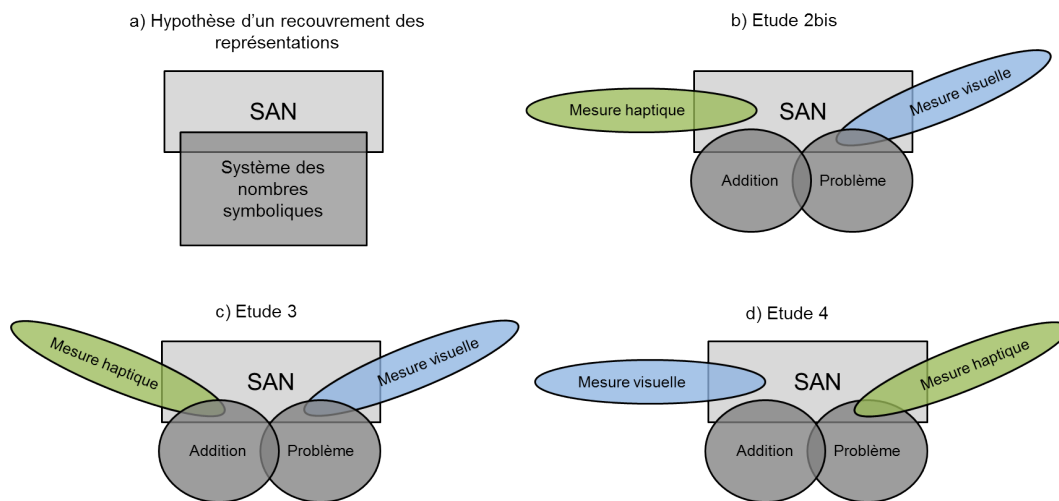 a) Hypothèse d'un recouvrement des
représentations
SAN
Système des
nombres
symboliques
b) Etude 2bis
Mesure haptique
SAN
Mesure visuelle
Addition
Problème
c) Etude 3
Mesure haptique
SAN
Mesure visuelle
Addition
Problème
d) Etude 4
Mesure visuelle
SAN
Mesure haptique
Addition
Problème